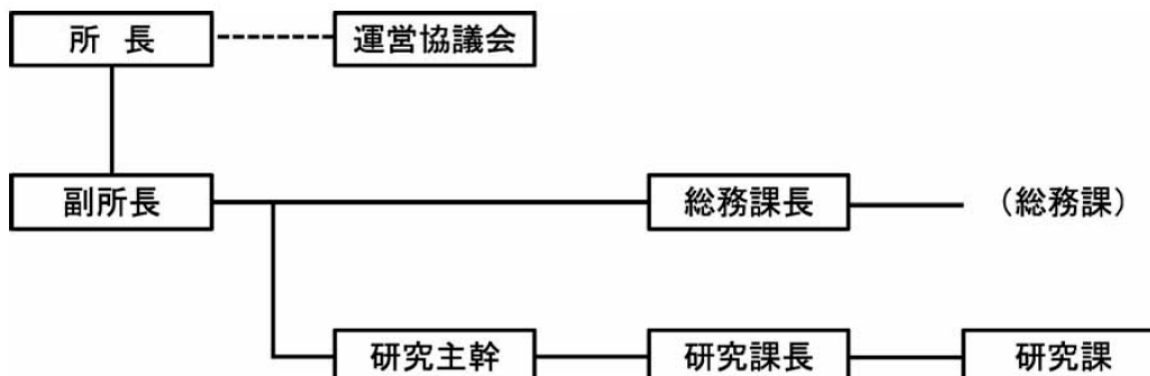 所 長
運営協議会
副所長
総務課長
（総務課）
研究主幹
研究課長
研究課